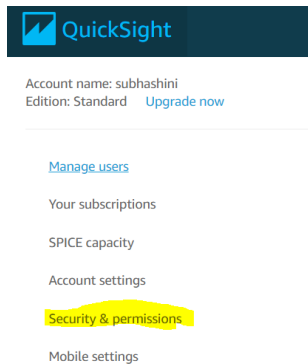 QuickSight
Account name: subhashini
Edition: Standard Upgrade now
Manage users
Your subscriptions
SPICE capacity
Account settings
Security & permissions
Mobile settings